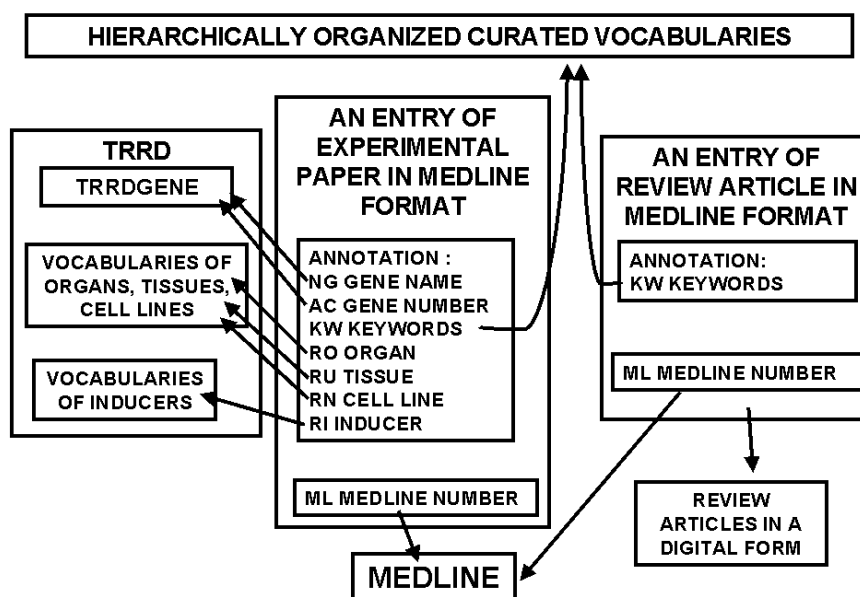 HIERARCHICALLY ORGANIZED CURATED VOCABULARIES
TRRD
TRRDGENE
VOCABULARIES OF
ORGANS, TISSUES,
CELL LINES
VOCABULARIES
OF INDUCERS
AN ENTRY OF
EXPERIMENTAL
PAPER IN MEDLINE
FORMAT
ANNOTATION :
NG GENE NAME
AC GENE NUMBER
KW KEYWORDS
RO ORGAN
RU TISSUE
RN CELL LINE
RI INDUCER
ML MEDLINE NUMBER
AN ENTRY OF
REVIEW ARTICLE IN
MEDLINE FORMAT
ANNOTATION:
KW KEYWORDS
ML MEDLINE NUMBER
REVIEW
ARTICLES IN A
DIGITAL FORM
MEDLINE